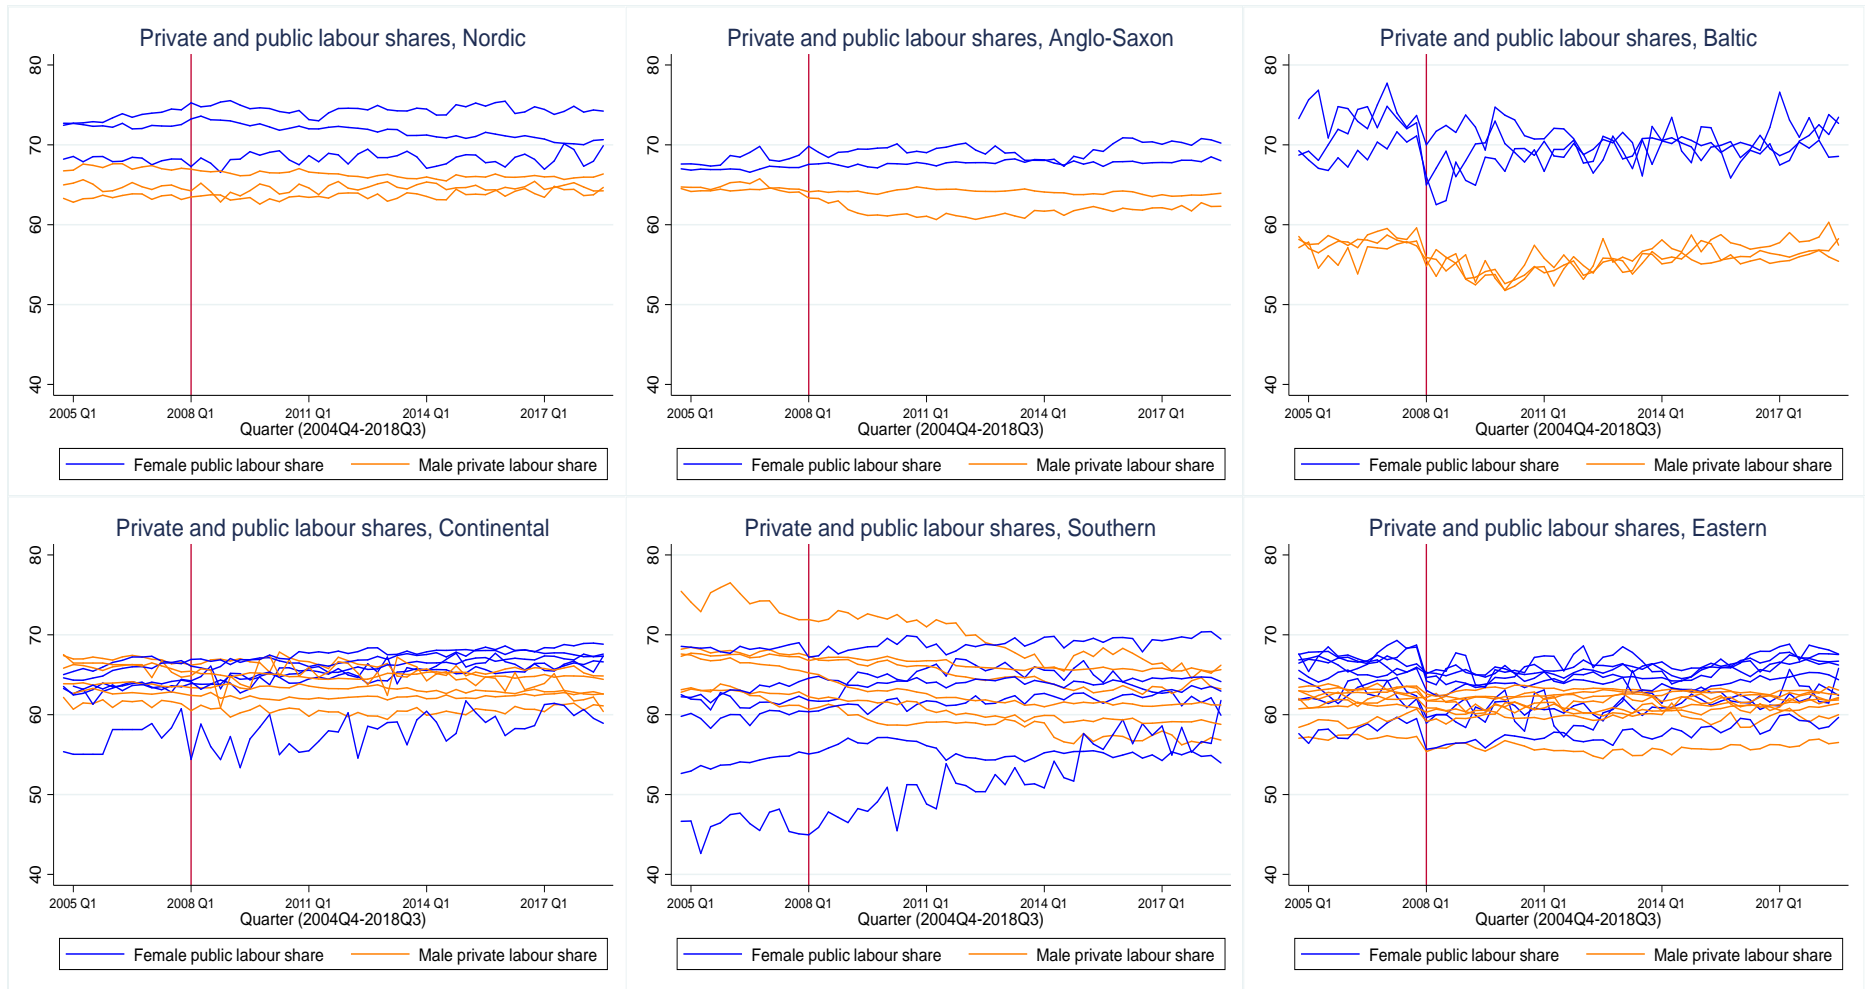 Private and public labour shares, Nordic
80
70
60
50
40
2005 Q1 2008 Q1 2011 Q1 2014 Q1 2017 Q1
Quarter (2004Q4-2018Q3)
Female public labour share Male private labour share
Private and public labour shares, Anglo-Saxon
80
70
60
50
40
2005 Q1 2008 Q1 2011 Q1 2014 Q1 2017 Q1
Quarter (2004Q4-2018Q3)
Female public labour share Male private labour share
Private and public labour shares, Baltic
80
70
60
50
40
2005 Q1 2008 Q1 2011 Q1 2014 Q1 2017 Q1
Quarter (2004Q4-2018Q3)
Female public labour share Male private labour share
Private and public labour shares, Continental
80
70
60
50
40
2005 Q1 2008 Q1 2011 Q1 2014 Q1 2017 Q1
Quarter (2004Q4-2018Q3)
Female public labour share Male private labour share
Private and public labour shares, Southern
80
70
60
50
40
2005 Q1 2008 Q1 2011 Q1 2014 Q1 2017 Q1
Quarter (2004Q4-2018Q3)
Female public labour share Male private labour share
Private and public labour shares, Eastern
80
70
60
50
40
2005 Q1 2008 Q1 2011 Q1 2014 Q1 2017 Q1
Quarter (2004Q4-2018Q3)
Female public labour share Male private labour share